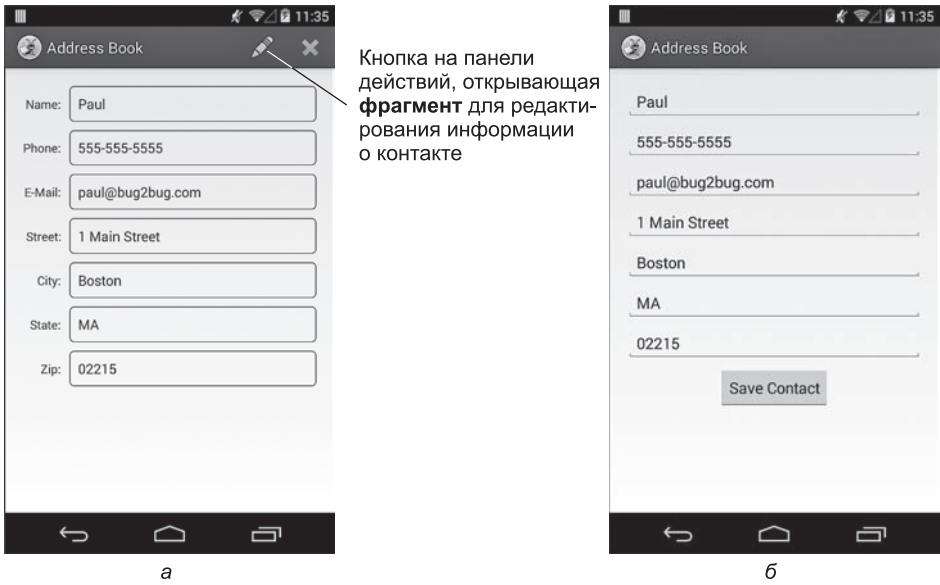 11:35
Address Book
Name: Paul
Phone: 555-555-5555
E-Mail: paul@bug2bug.com
Street: 1 Main Street
City: Boston
State: MA
Zip: 02215
а
Кнопка на панели
действий, открывающая
фрагмент для редакти-
рования информации
о контакте
11:35
Address Book
Paul
555-555-5555
paul@bug2bug.com
1 Main Street
Boston
MA
02215
Save Contact
б